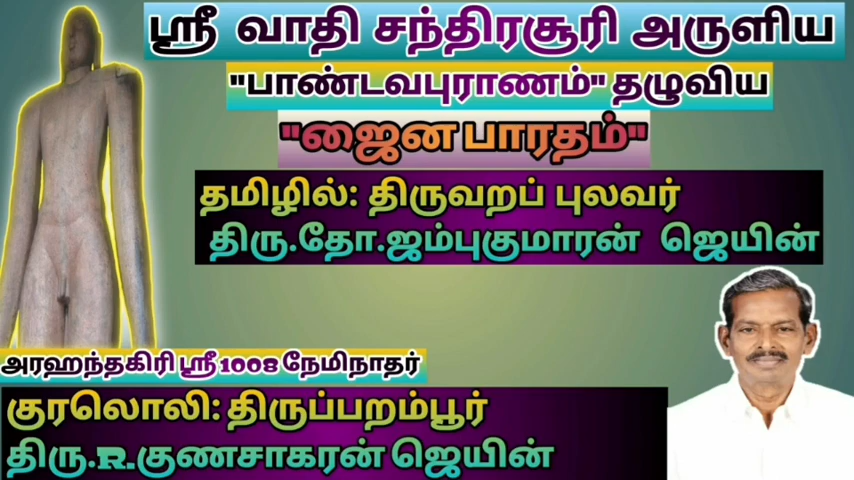 ஸ்ரீ வாதி சந்திரசூரி அருளிய
"பாண்டவபுராணம்" தழுவிய
"ஜைன பாரதம்"
தமிழில்: திருவறப் புலவர்
திரு.தோ.ஜம்புகுமாரன் ஜெயின்
அரஹந்தகிரி ஸ்ரீ 1008 நேமிநாதர்
குரலொலி: திருப்பறம்பூர்
திரு.R.குணசாகரன் ஜெயின்